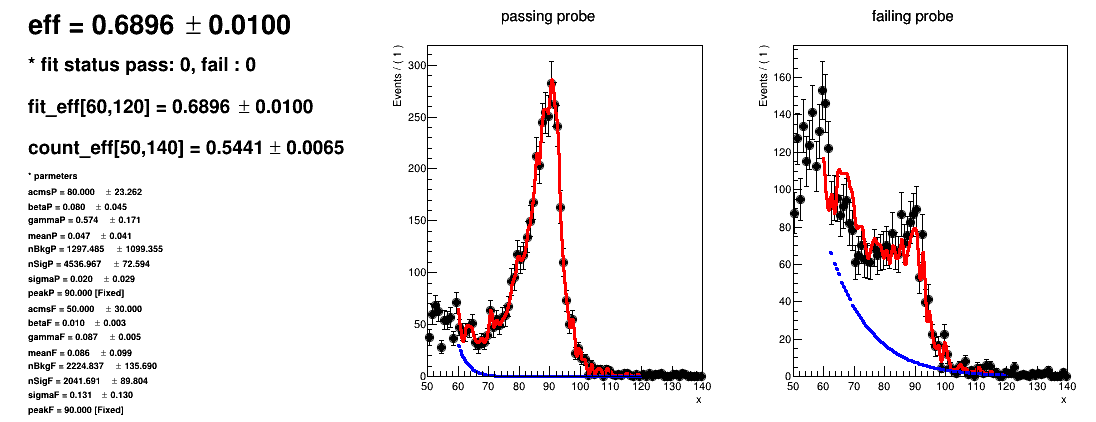 eff = 0.6896 ± 0.0100
* fit status pass: 0, fail : 0
fit_eff[60,120] = 0.6896 ± 0.0100
count_eff[50,140] = 0.5441 ± 0.0065
* parmeters
acmsP = 80.000 ± 23.262
betaP = 0.080 ± 0.045
gammaP = 0.574 ± 0.171
meanP = 0.047 ± 0.041
nBkgP = 1297.485 ± 1099.355
nSigP = 4536.967 ± 72.594
sigmaP = 0.020 ± 0.029
peakP = 90.000 [Fixed]
acmsF = 50.000 ± 30.000
betaF = 0.010 ± 0.003
gammaF = 0.087 ± 0.005
meanF = 0.086 ± 0.099
nBkgF = 2224.837 ± 135.690
nSigF = 2041.691 ± 89.804
sigmaF = 0.131 ± 0.130
peakF = 90.000 [Fixed]
passing probe
Events / ( 1 )
300
250
200
150
100
50
0
50 60 70 80 90 100 110 120 130 140
x
failing probe
Events / ( 1 )
160
140
120
100
80
60
40
20
0
50 60 70 80 90 100 110 120 130 140
x